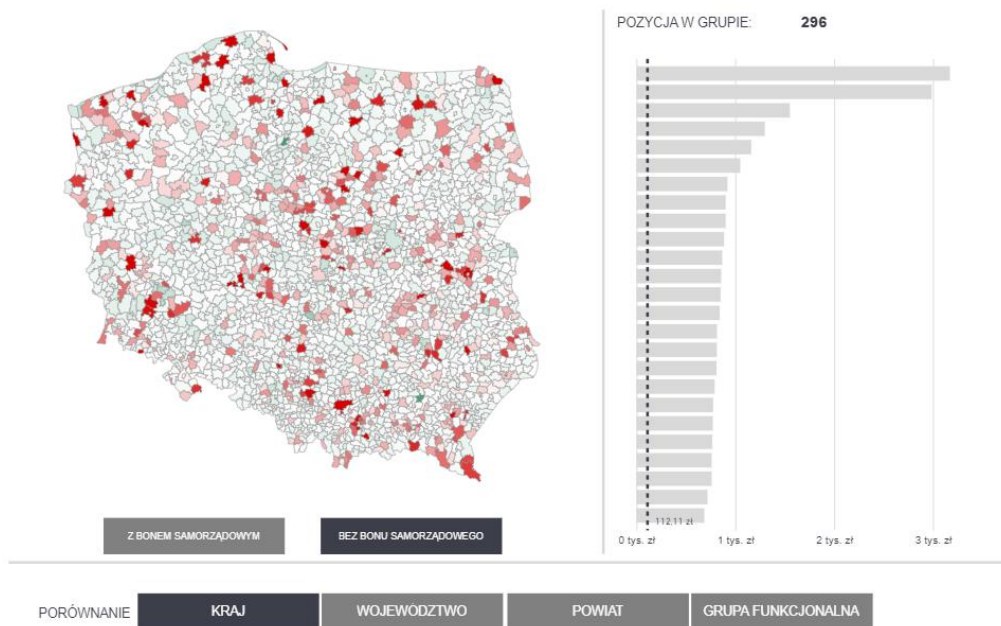 POZYCJA W GRUPIE: 296
112,11 zł
0 tys. zł 1 tys. zł 2 tys. zł 3 tys. zł
Z BONEM SAMORZĄDOWYM BEZ BONU SAMORZĄDOWEGO
PORÓWNANIE KRAJ WOJEWÓDZTWO POWIAT GRUPA FUNKCJONALNA